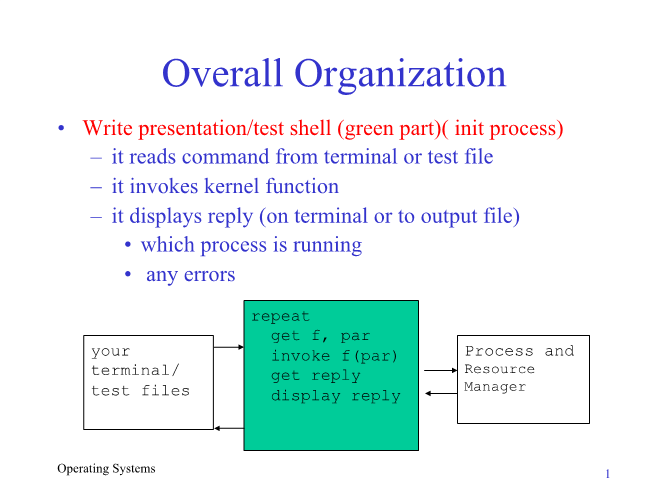 Overall Organization
• Write presentation/test shell (green part)( init process)
– it reads command from terminal or test file
– it invokes kernel function
– it displays reply (on terminal or to output file)
• which process is running
• any errors
your
terminal/
test files
repeat
get f, par
invoke f(par)
get reply
display reply
Process and
Resource
Manager
Operating Systems
1